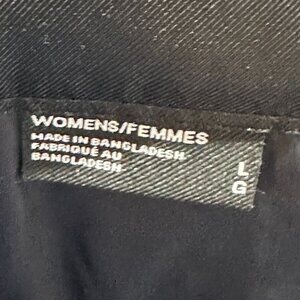 WOMENS/FEMMES
MADE IN BANGLADESH
FABRIQUÉ AU
BANGLADESH
L
G